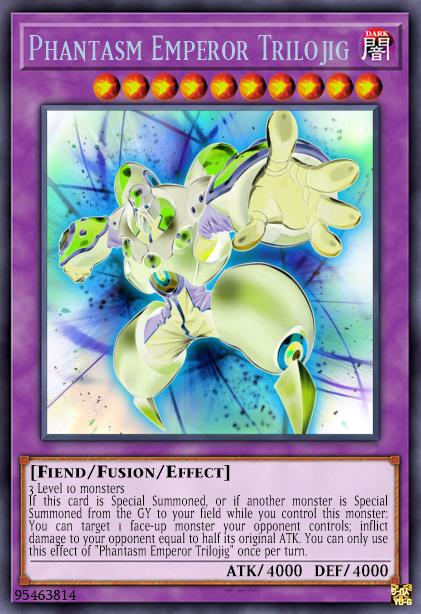 PHANTASM EMPEROR TRILOJIG
DARK
闇
[FIEND/FUSION/EFFECT]
3 Level 10 monsters
If this card is Special Summoned, or if another monster is Special
Summoned from the GY to your field while you control this monster:
You can target 1 face-up monster your opponent controls; inflict
damage to your opponent equal to half its original ATK. You can only use
this effect of "Phantasm Emperor Trilojig" once per turn.
ATK/4000 DEF/4000
95463814